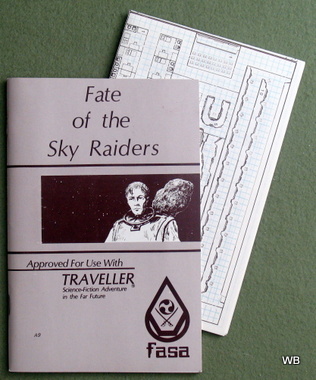 Fate
of the
Sky Raiders
Approved For Use With
TRAVELLER
Science-Fiction Adventure
in the Far Future
fasa
WB